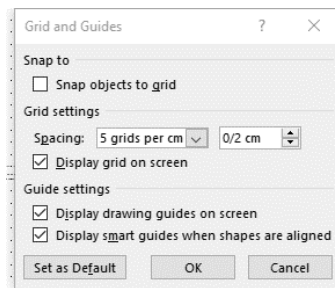 Grid and Guides ? ×
Snap to
Snap objects to grid
Grid settings
Spacing: 5 grids per cm 0/2 cm
Display grid on screen
Guide settings
Display drawing guides on screen
Display smart guides when shapes are aligned
Set as Default OK Cancel